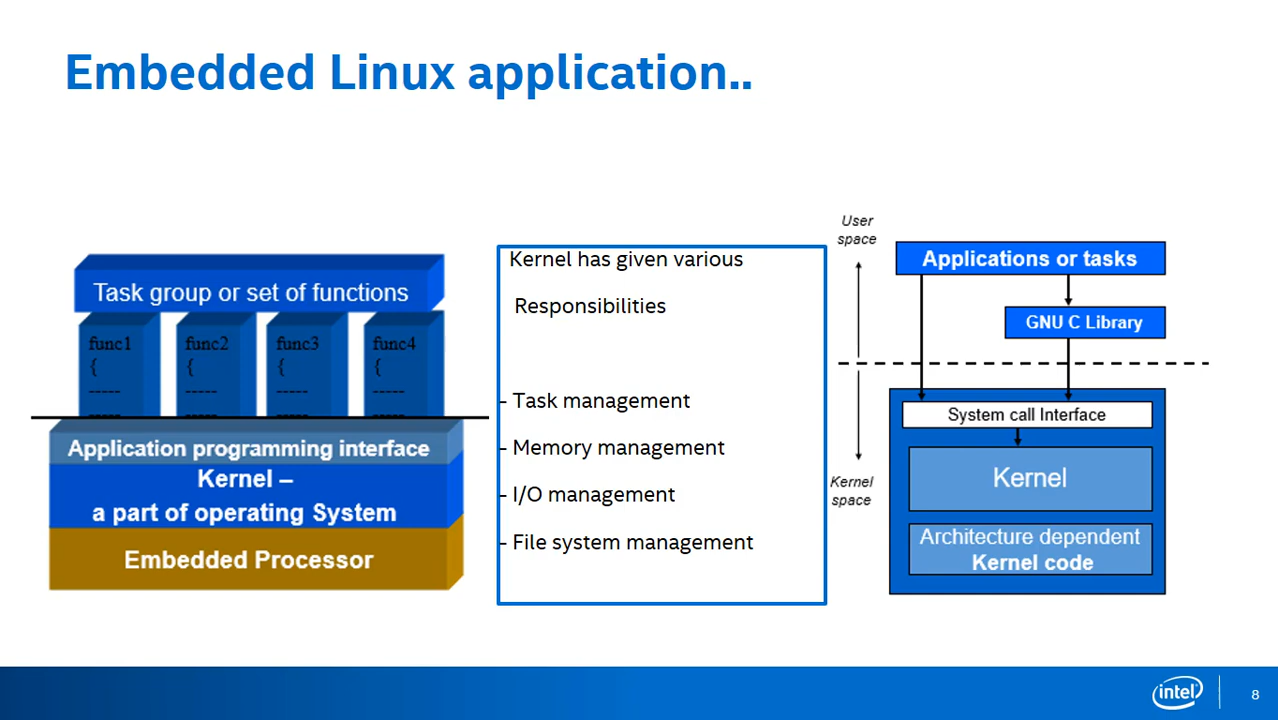 Embedded Linux application..
Task group or set of functions
func1
{
-----
-----
func2
{
-----
-----
func3
{
-----
-----
func4
{
-----
-----
Application programming interface
Kernel –
a part of operating System
Embedded Processor
Kernel has given various
Responsibilities
- Task management
- Memory management
- I/O management
- File system management
User
space
Kernel
space
Applications or tasks
GNU C Library
System call Interface
Kernel
Architecture dependent
Kernel code
intel
8